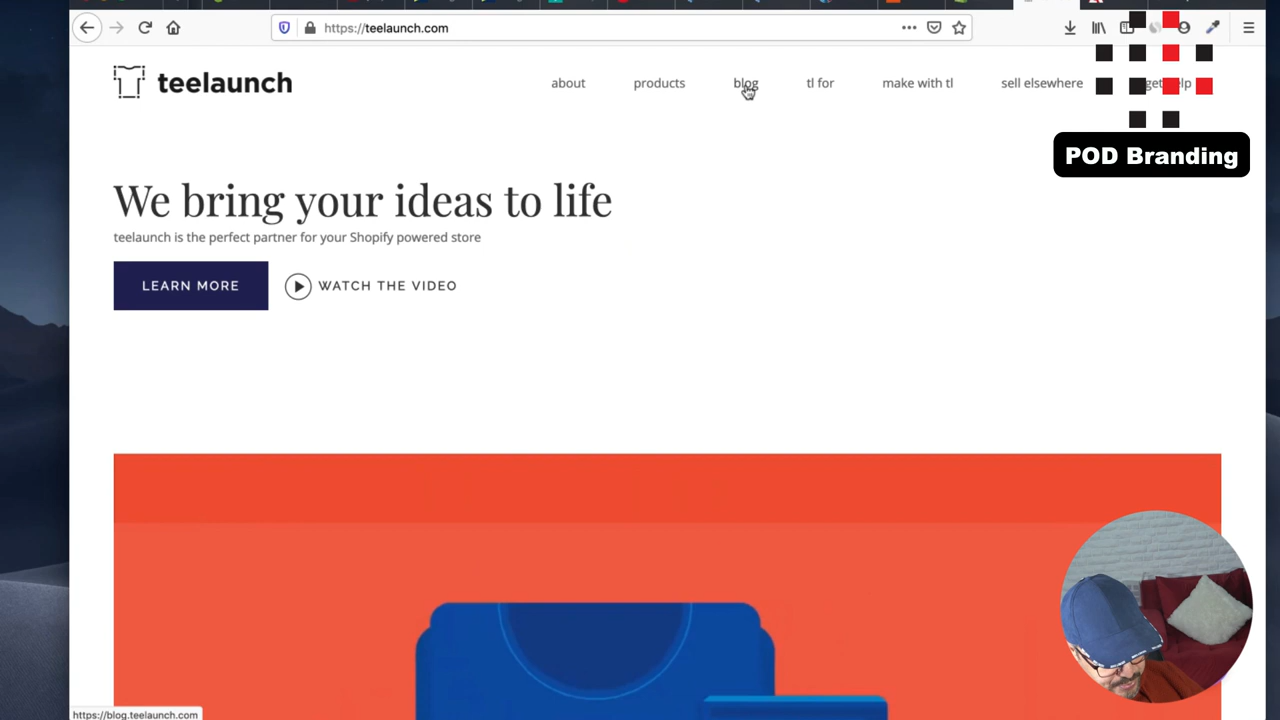 https://teelaunch.com
teelaunch
about
products
blog
tl for
make with tl
sell elsewhere
get help
POD Branding
We bring your ideas to life
teelaunch is the perfect partner for your Shopify powered store
LEARN MORE
WATCH THE VIDEO
https://blog.teelaunch.com